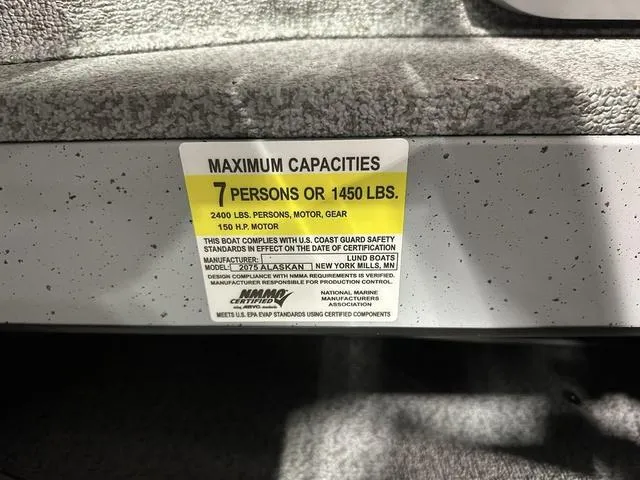 MAXIMUM CAPACITIES
7 PERSONS OR 1450 LBS.
2400 LBS. PERSONS, MOTOR, GEAR
150 H.P. MOTOR
THIS BOAT COMPLIES WITH U.S. COAST GUARD SAFETY
STANDARDS IN EFFECT ON THE DATE OF CERTIFICATION
MANUFACTURER: LUND BOATS
MODEL: 2075 ALASKAN NEW YORK MILLS, MN
DESIGN COMPLIANCE WITH NMMA REQUIREMENTS IS VERIFIED.
MANUFACTURER RESPONSIBLE FOR PRODUCTION CONTROL.
NMMA NATIONAL MARINE
CERTIFIED MANUFACTURERS
using ABYC standards ASSOCIATION
MEETS U.S. EPA EVAP STANDARDS USING CERTIFIED COMPONENTS